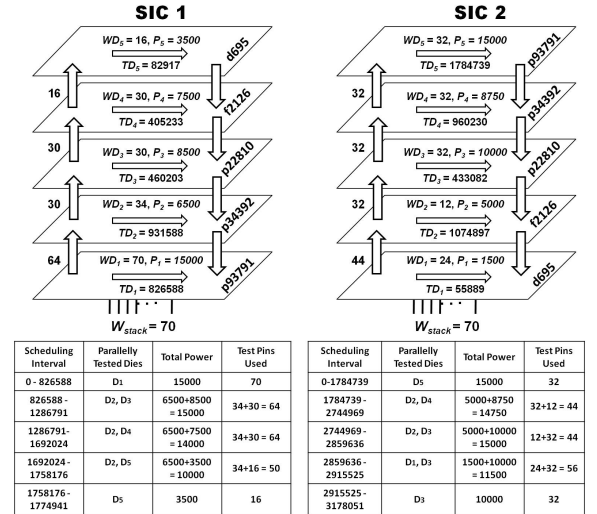 SIC 1
WD5 = 16, P5 = 3500
TD5 = 82917
d695
16
WD4 = 30, P4 = 7500
TD4 = 405233
f2126
30
WD3 = 30, P3 = 8500
TD3 = 460203
p22810
30
WD2 = 34, P2 = 6500
TD2 = 931588
p34392
64
WD1 = 70, P1 = 15000
TD1 = 826588
p93791
Wstack = 70
SIC 2
WD5 = 32, P5 = 15000
TD5 = 1784739
p93791
32
WD4 = 32, P4 = 8750
TD4 = 960230
p34392
32
WD3 = 32, P3 = 10000
TD3 = 433082
p22810
32
WD2 = 12, P2 = 5000
TD2 = 1074897
f2126
44
WD1 = 24, P1 = 1500
TD1 = 55889
d695
Wstack = 70
Scheduling Interval Parallelly Tested Dies Total Power Test Pins Used
0 - 826588 D1 15000 70
826588 - 1286791 D2, D3 6500+8500 = 15000 34+30 = 64
1286791- 1692024 D2, D4 6500+7500 = 14000 34+30 = 64
1692024 - 1758176 D2, D5 6500+3500 = 10000 34+16 = 50
1758176 - 1774941 D5 3500 16
Scheduling Interval Parallelly Tested Dies Total Power Test Pins Used
0-1784739 D5 15000 32
1784739 - 2744969 D2, D4 5000+8750 = 14750 32+12 = 44
2744969 - 2859636 D2, D3 5000+10000 = 15000 12+32 = 44
2859636 - 2915525 D1, D3 1500+10000 = 11500 24+32 = 56
2915525 - 3178051 D3 10000 32